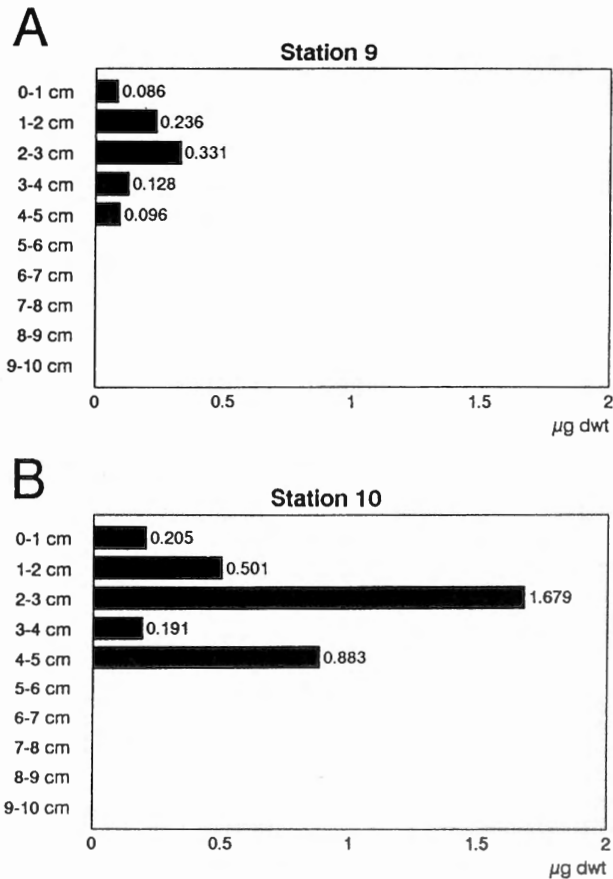 A
Station 9
0-1 cm 0.086
1-2 cm 0.236
2-3 cm 0.331
3-4 cm 0.128
4-5 cm 0.096
5-6 cm
6-7 cm
7-8 cm
8-9 cm
9-10 cm
0 0.5 1 1.5 2
µg dwt
B
Station 10
0-1 cm 0.205
1-2 cm 0.501
2-3 cm 1.679
3-4 cm 0.191
4-5 cm 0.883
5-6 cm
6-7 cm
7-8 cm
8-9 cm
9-10 cm
0 0.5 1 1.5 2
µg dwt